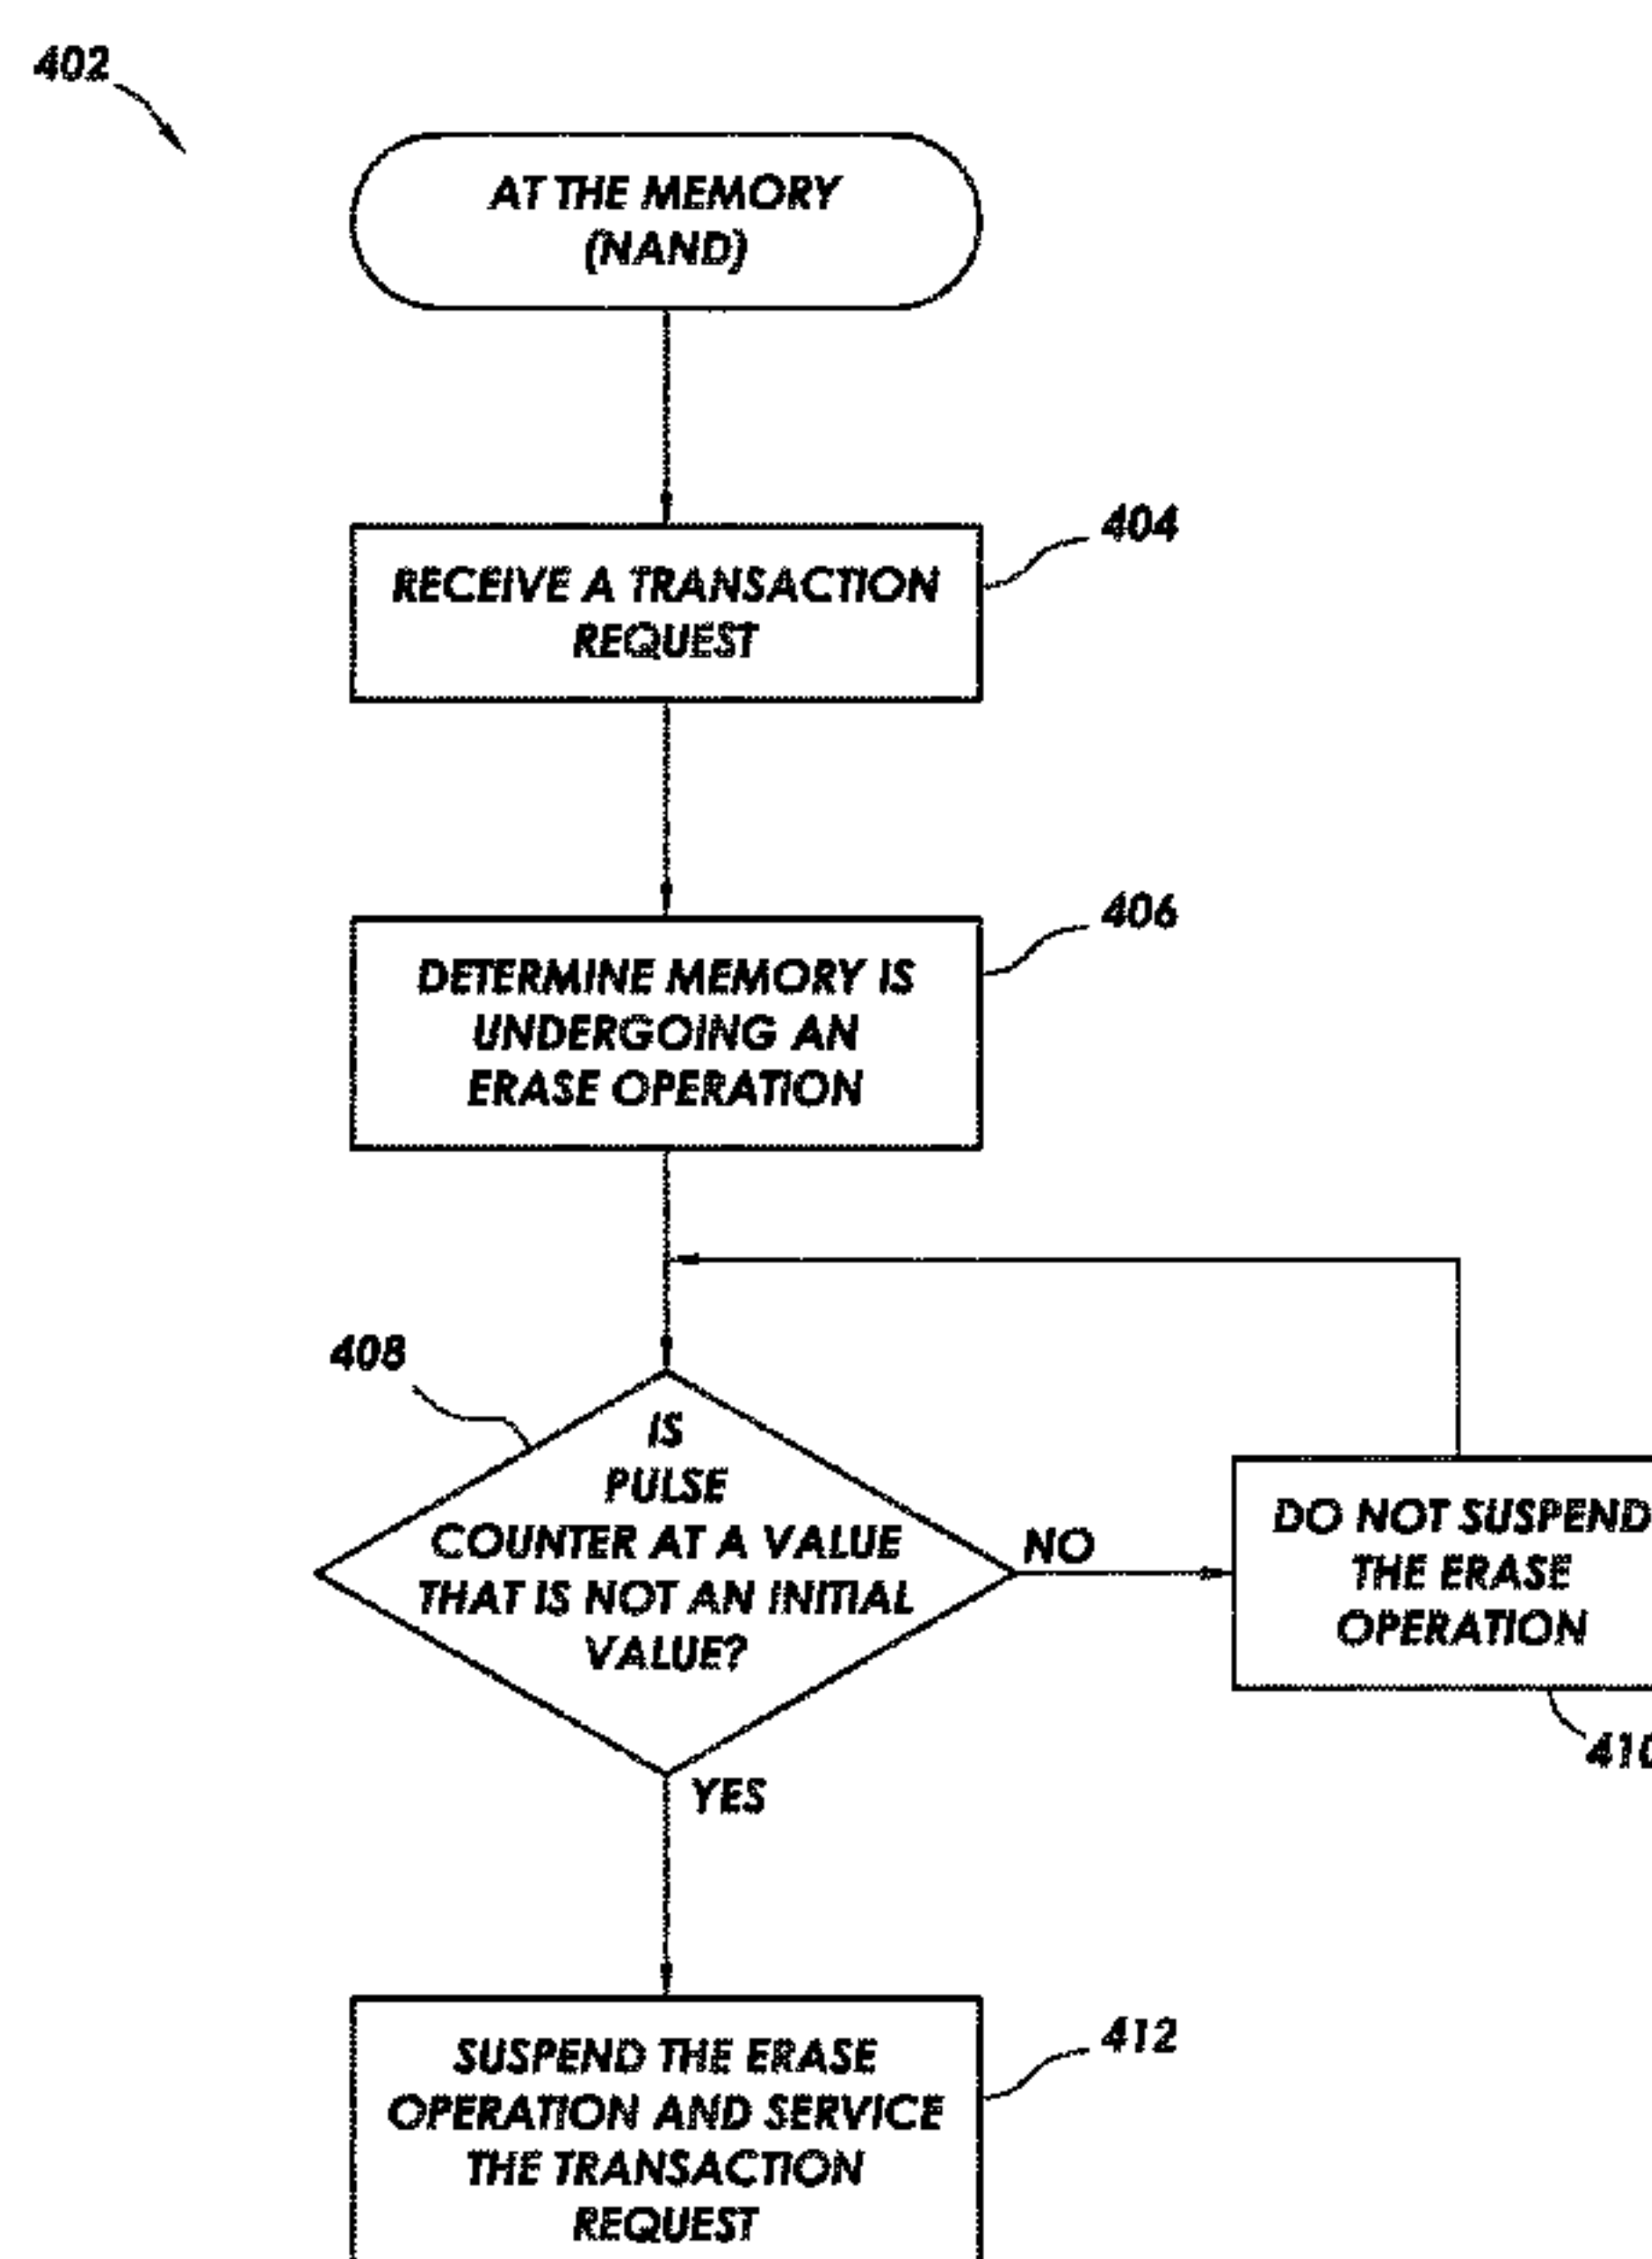 402
AT THE MEMORY
(NAND)
404
RECEIVE A TRANSACTION
REQUEST
406
DETERMINE MEMORY IS
UNDERGOING AN
ERASE OPERATION
408
IS
PULSE
COUNTER AT A VALUE
THAT IS NOT AN INITIAL
VALUE?
NO
DO NOT SUSPEND
THE ERASE
OPERATION
410
YES
412
SUSPEND THE ERASE
OPERATION AND SERVICE
THE TRANSACTION
REQUEST